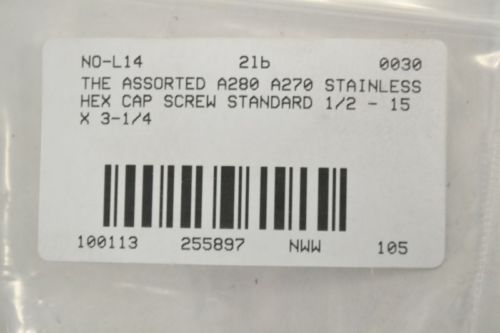 NO-L14 2lb 0030
THE ASSORTED A280 A270 STAINLESS
HEX CAP SCREW STANDARD 1/2 - 15
X 3-1/4
100113 255897 NWW 105